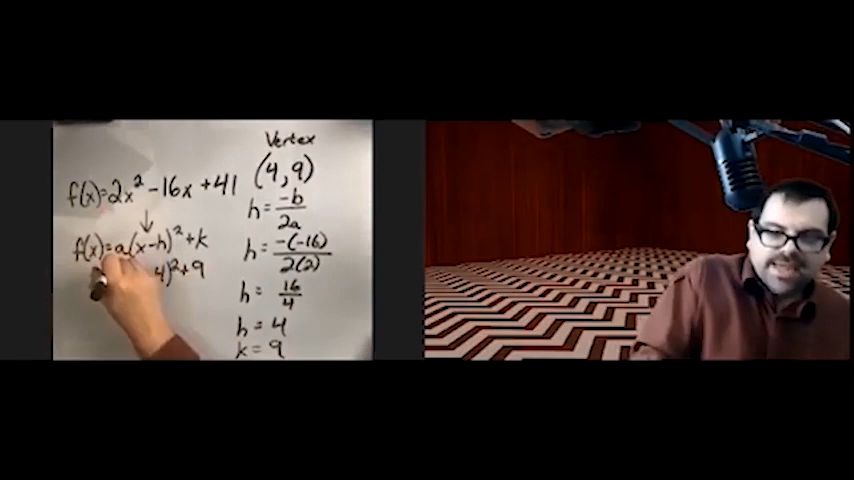 f(x)=2x²-16x+41
f(x)=a(x-h)²+k
4)²+9
Vertex
(4,9)
h=-b/2a
h=-(-16)/2(2)
h=16/4
h=4
k=9